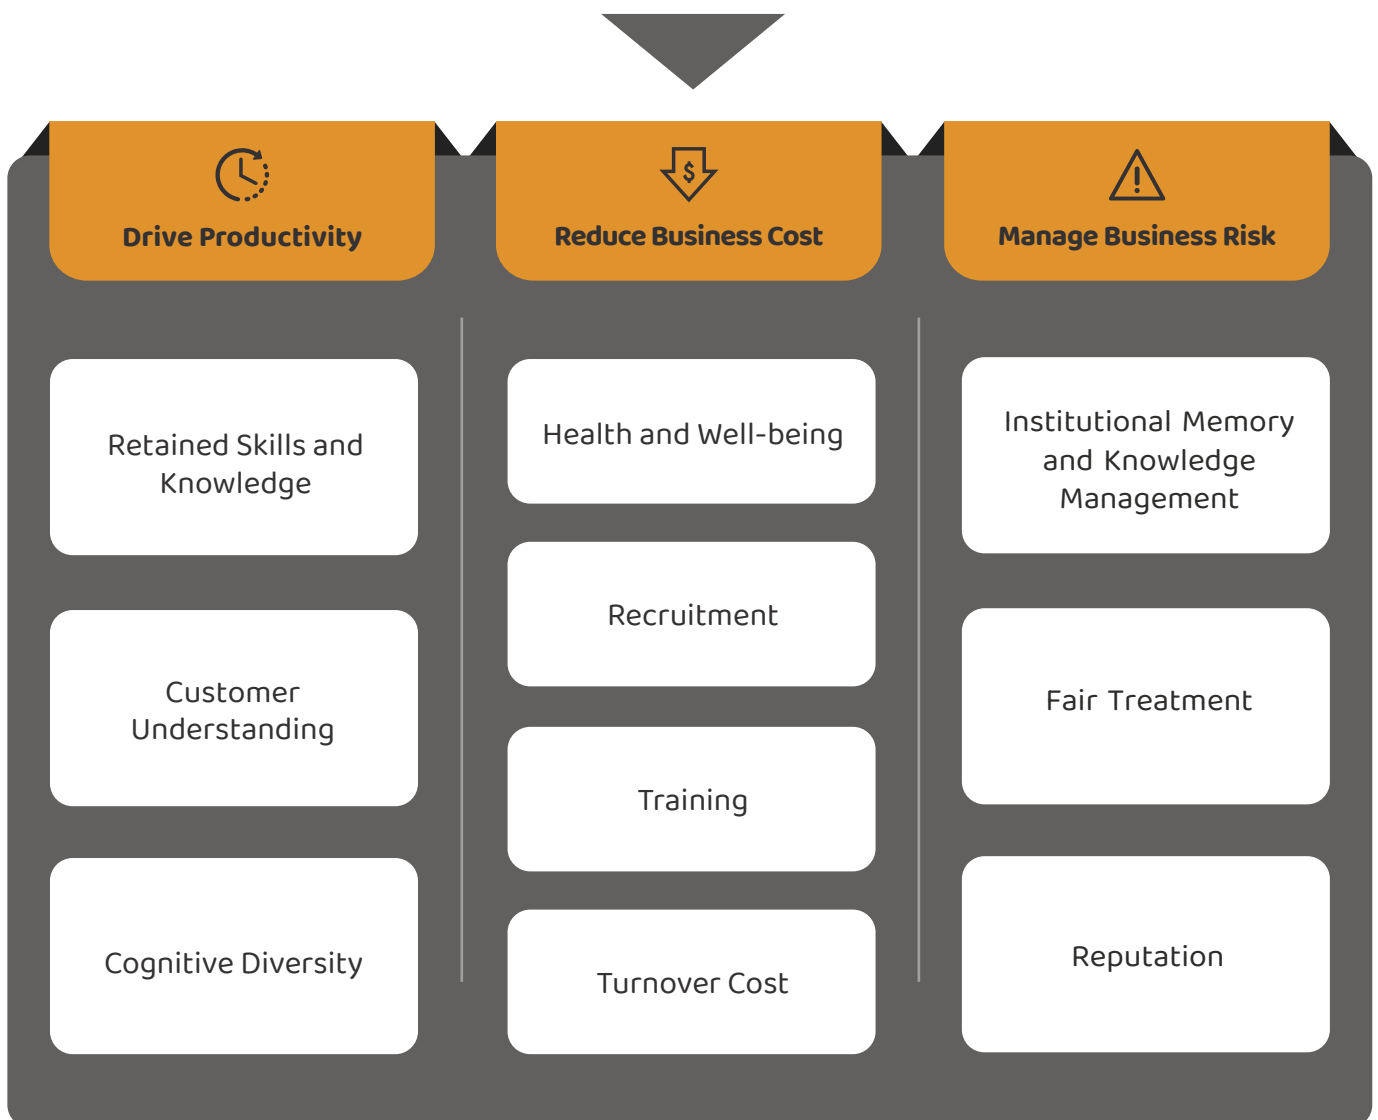 Drive Productivity
Retained Skills and
Knowledge
Customer
Understanding
Cognitive Diversity
$
Reduce Business Cost
Health and Well-being
Recruitment
Training
Turnover Cost
!
Manage Business Risk
Institutional Memory
and Knowledge
Management
Fair Treatment
Reputation